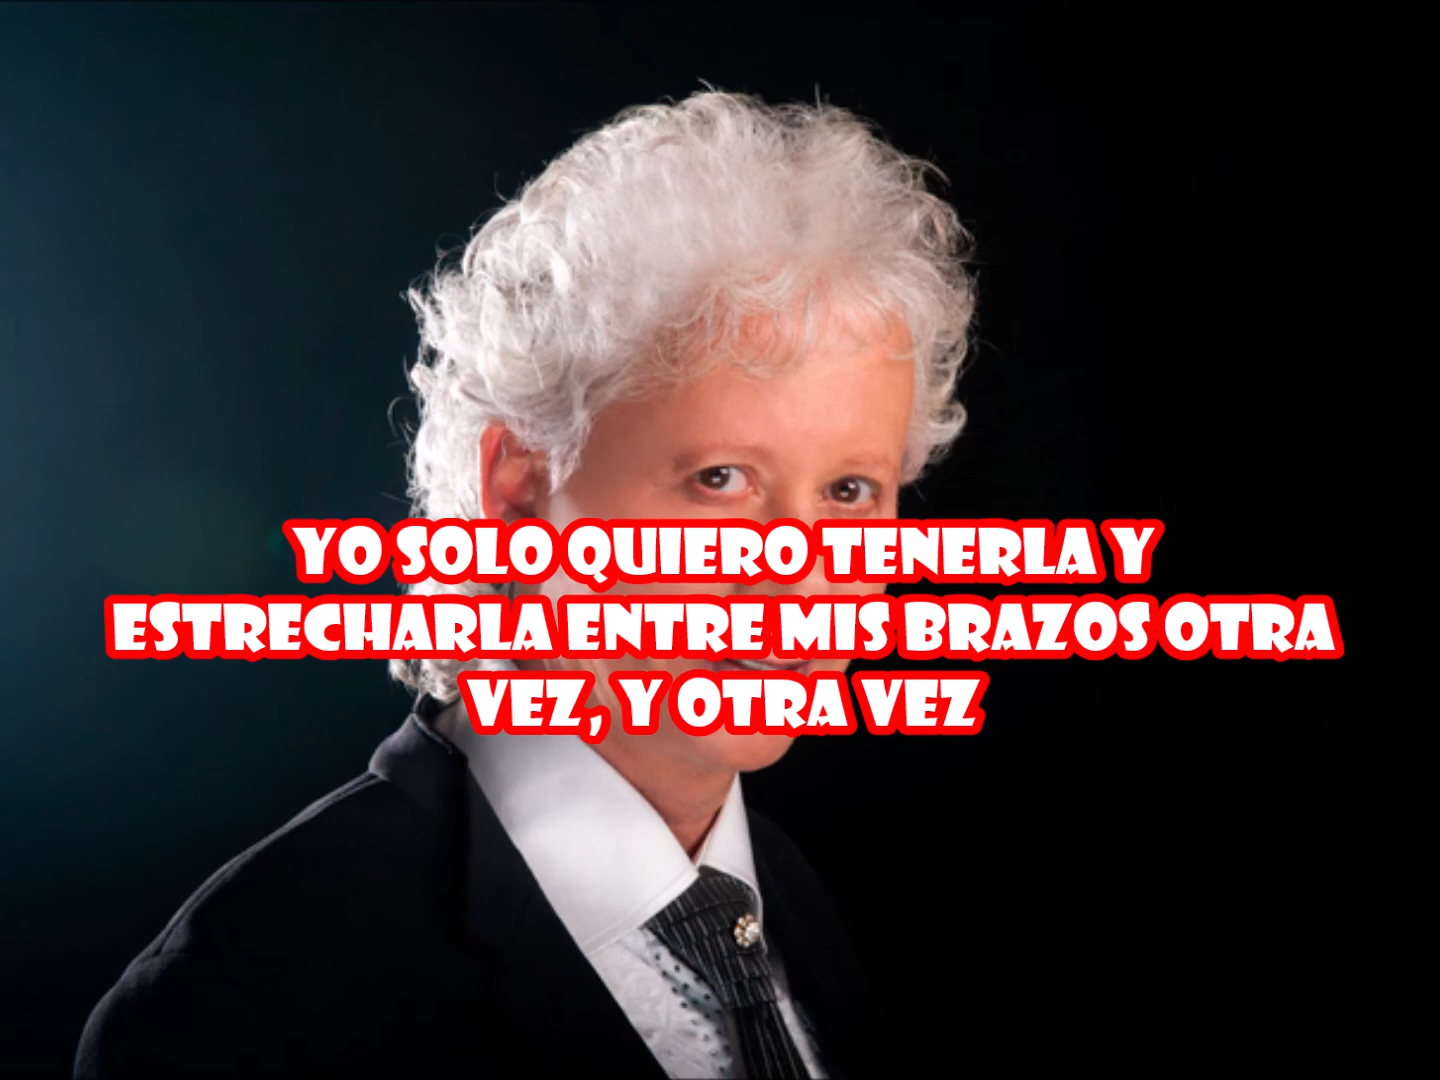 YO SOLO QUIERO TENERLA Y
ESTRECHARLA ENTRE MIS BRAZOS OTRA
VEZ, Y OTRA VEZ